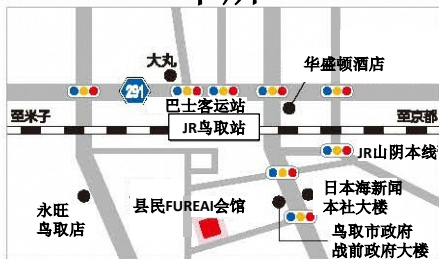 大丸
华盛顿酒店
291
巴士客运站
至米子
至京都
JR鸟取站
JR山阴本线
日本海新闻
本社大楼
县民FUREAI会馆
永旺
鸟取店
鸟取市政府
战前政府大楼